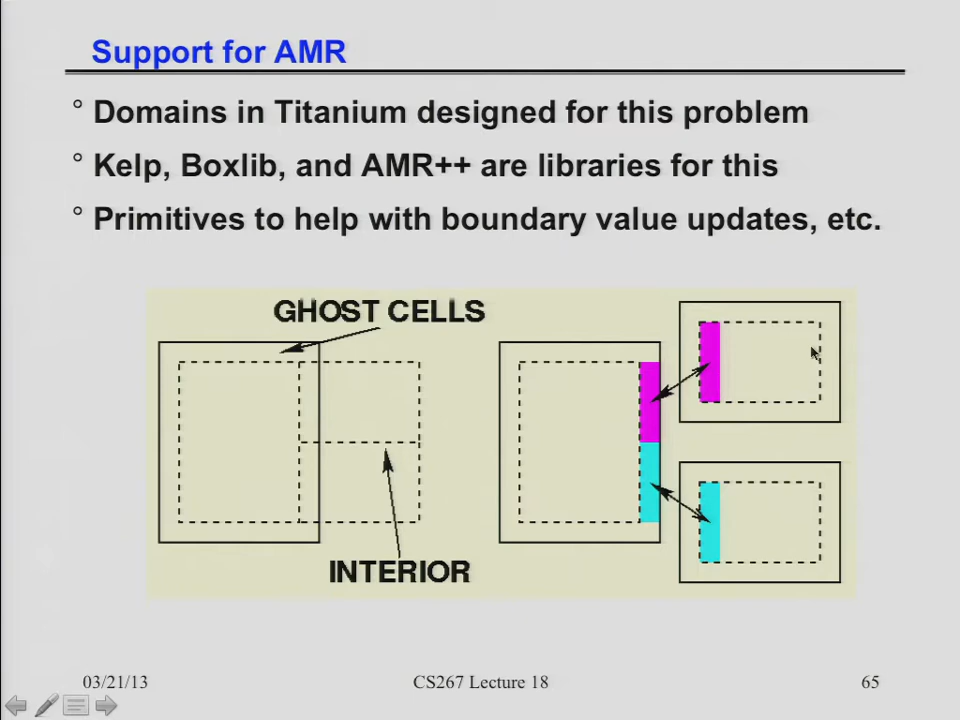 Support for AMR
° Domains in Titanium designed for this problem
° Kelp, Boxlib, and AMR++ are libraries for this
° Primitives to help with boundary value updates, etc.
GHOST CELLS
INTERIOR
03/21/13
CS267 Lecture 18
65